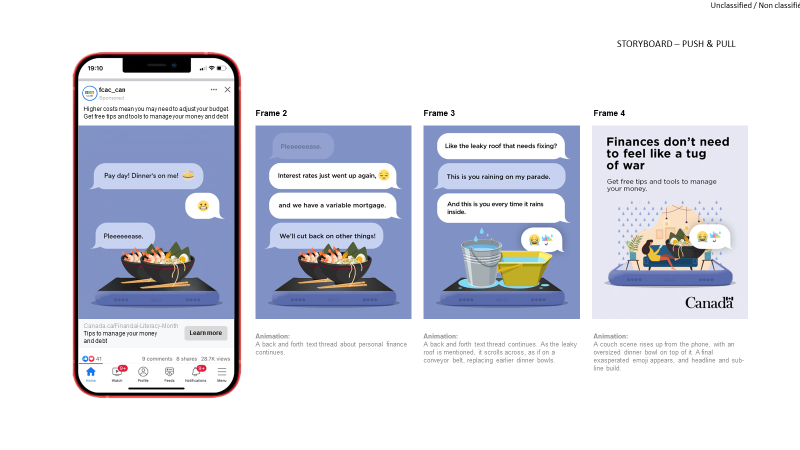 Unclassified / Non classifié
STORYBOARD – PUSH & PULL
19:10
fcac_can
Sponsored
Higher costs mean you may need to adjust your budget
Get free tips and tools to manage your money and debt
Pay day! Dinner's on me!
Pleeeeeease.
Canada.ca/Financial-Literacy-Month
Tips to manage your money
and debt
Learn more
41
9 comments 8 shares 28.7K views
9+
9+
Home
Watch
Profile
Feeds
Notifications
Menu
Frame 2
Pleeeeeease.
Interest rates just went up again,
and we have a variable mortgage.
We'll cut back on other things!
Animation:
A back and forth text thread about personal finance
continues.
Frame 3
Like the leaky roof that needs fixing?
This is you raining on my parade.
And this is you every time it rains
inside.
Animation:
A back and forth text thread continues. As the leaky
roof is mentioned, it scrolls across, as if on a
conveyor belt, replacing earlier dinner bowls.
Frame 4
Finances don't need
to feel like a tug
of war
Get free tips and tools to manage
your money.
Canada
Animation:
A couch scene rises up from the phone, with an
oversized dinner bowl on top of it. A final
exasperated emoji appears, and headline and sub-
line build.